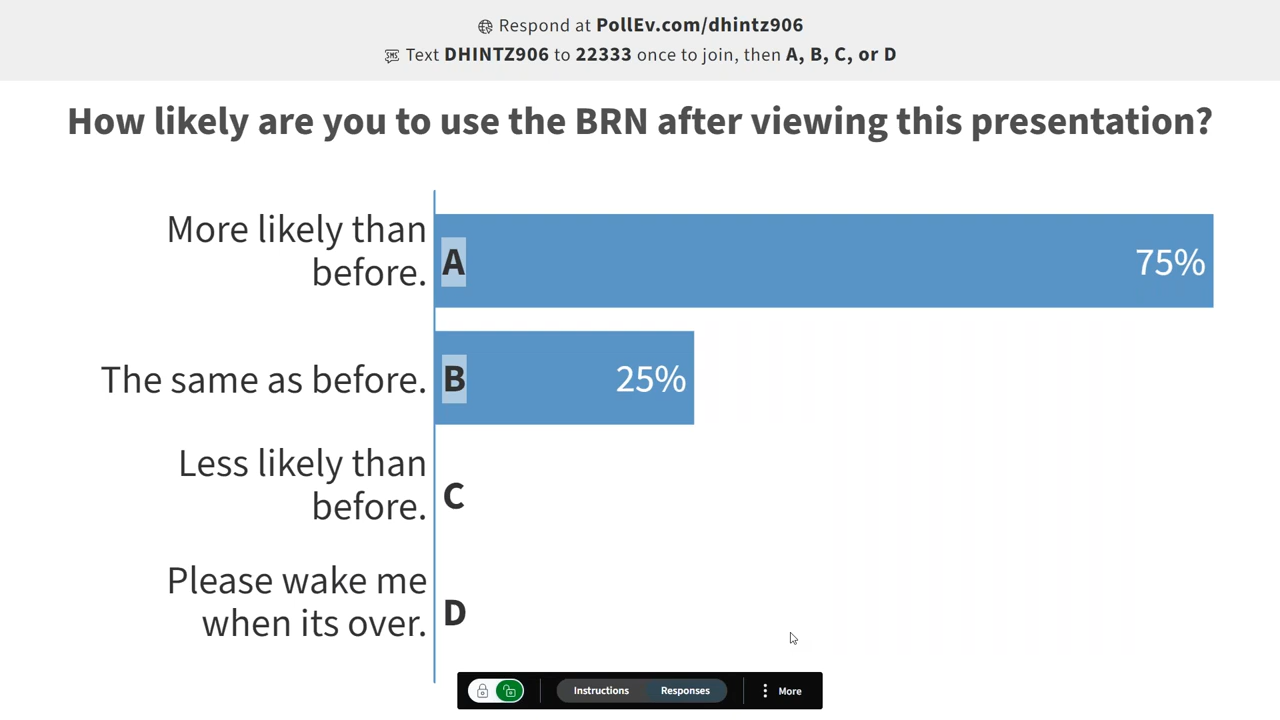 Respond at PollEv.com/dhintz906
Text DHINTZ906 to 22333 once to join, then A, B, C, or D
How likely are you to use the BRN after viewing this presentation?
More likely than
before.
A
75%
The same as before.
B
25%
Less likely than
before.
C
Please wake me
when its over.
D
Instructions
Responses
More